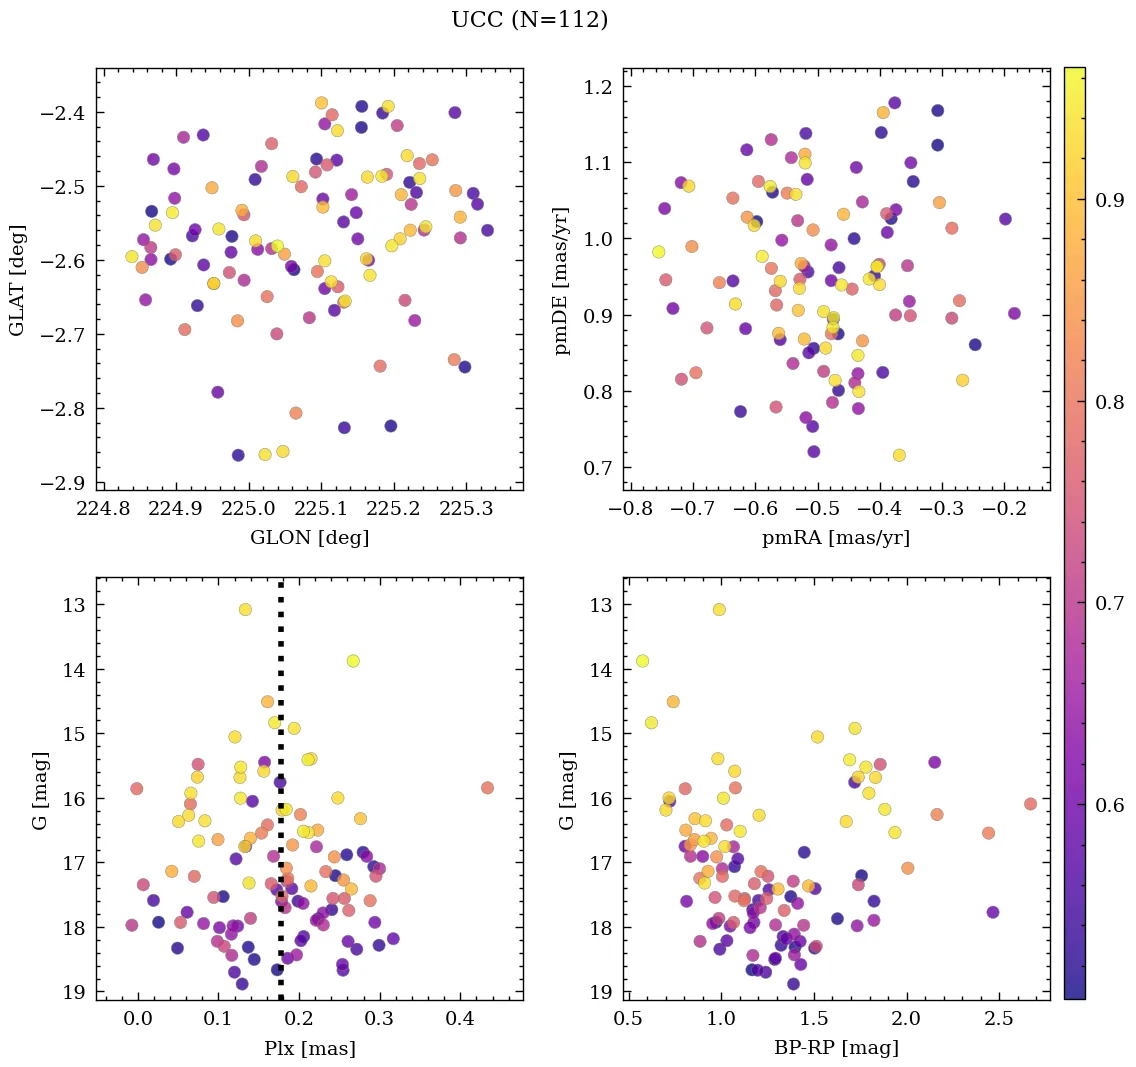 UCC (N=112)
−2.4
−2.5
−2.6
−2.7
−2.8
−2.9
GLAT [deg]
224.8 224.9 225.0 225.1 225.2 225.3
GLON [deg]
1.2
1.1
1.0
0.9
0.8
0.7
pmDE [mas/yr]
−0.8 −0.7 −0.6 −0.5 −0.4 −0.3 −0.2
pmRA [mas/yr]
13
14
15
16
17
18
19
G [mag]
0.0 0.1 0.2 0.3 0.4
Plx [mas]
13
14
15
16
17
18
19
G [mag]
0.5 1.0 1.5 2.0 2.5
BP-RP [mag]
0.9
0.8
0.7
0.6